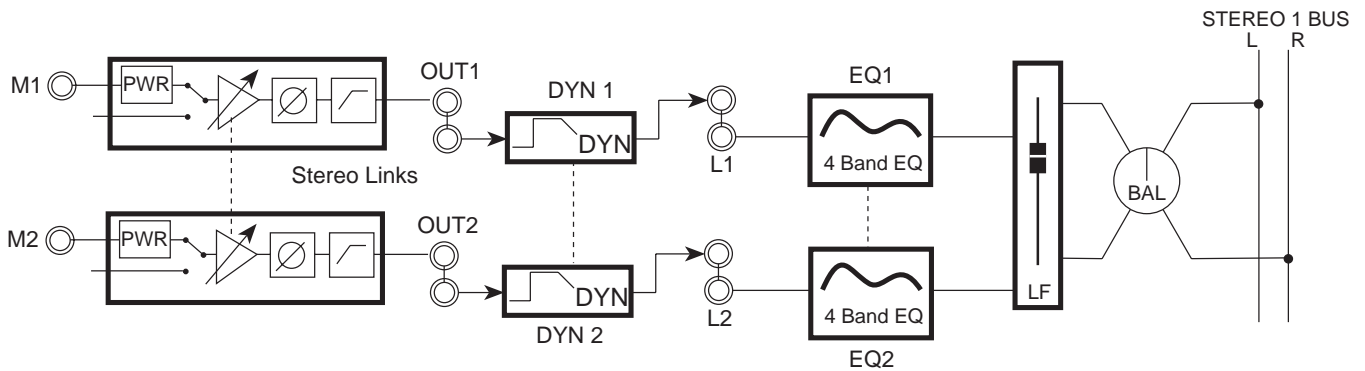 STEREO 1 BUS
L R
M1
PWR
OUT1
DYN 1
DYN
L1
EQ1
4 Band EQ
Stereo Links
BAL
M2
PWR
OUT2
DYN
DYN 2
L2
4 Band EQ
EQ2
LF